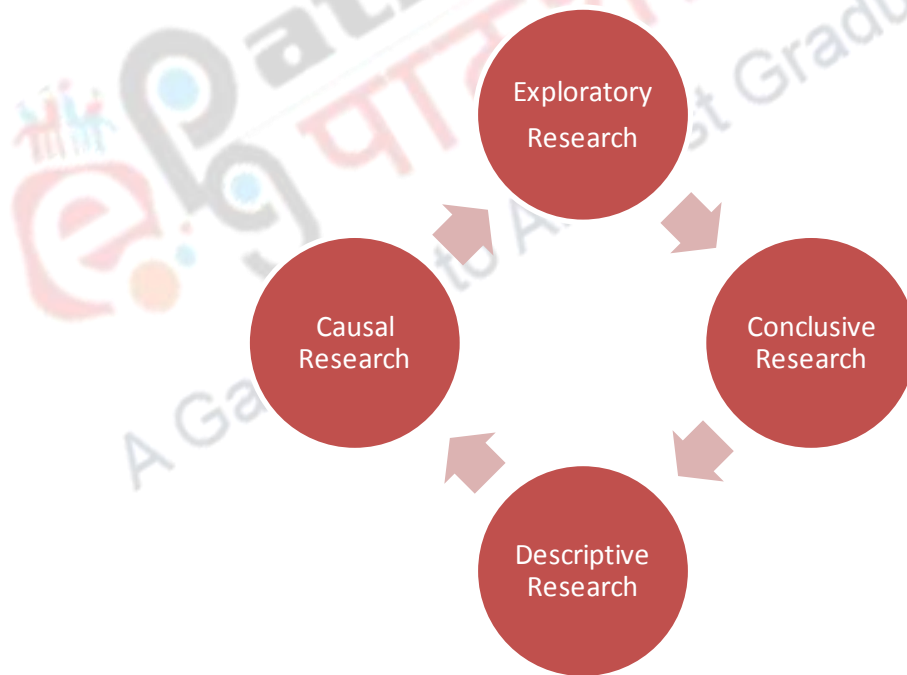 Exploratory
Research
Causal
Research
Conclusive
Research
Descriptive
Research